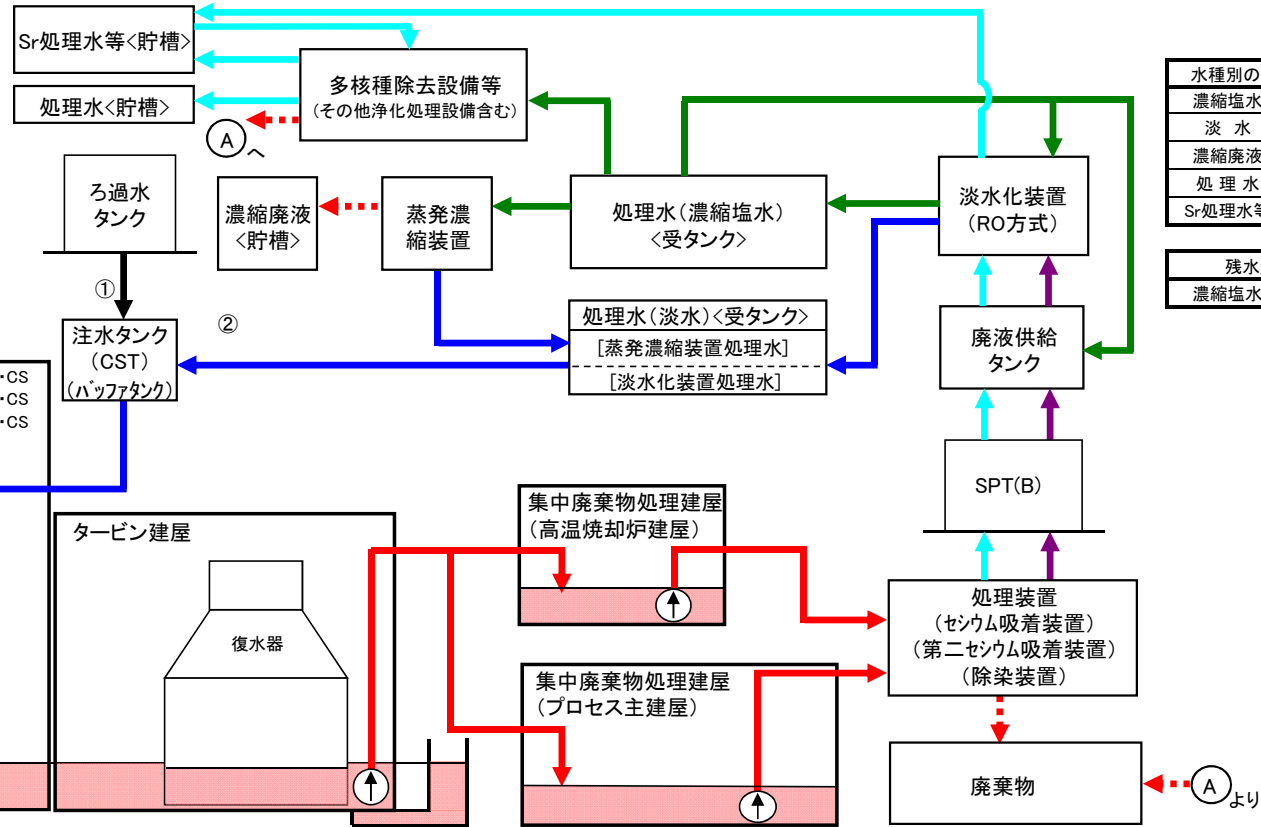 Sr処理水等<貯槽>
処理水<貯槽>
多核種除去設備等
(その他浄化処理設備含む)
A
へ
ろ過水
タンク
①
注水タンク
(CST)
(バッファタンク)
②
濃縮廃液
<貯槽>
蒸発濃
縮装置
処理水(濃縮塩水)
<受タンク>
処理水(淡水)<受タンク>
[蒸発濃縮装置処理水]
[淡水化装置処理水]
淡水化装置
(RO方式)
廃液供給
タンク
SPT(B)
水種別の
濃縮塩水
淡 水
濃縮廃液
処 理 水
Sr処理水等
残水
濃縮塩水
・CS
・CS
・CS
タービン建屋
復水器
集中廃棄物処理建屋
(高温焼却炉建屋)
集中廃棄物処理建屋
(プロセス主建屋)
処理装置
(セシウム吸着装置)
(第二セシウム吸着装置)
(除染装置)
廃棄物
A
より